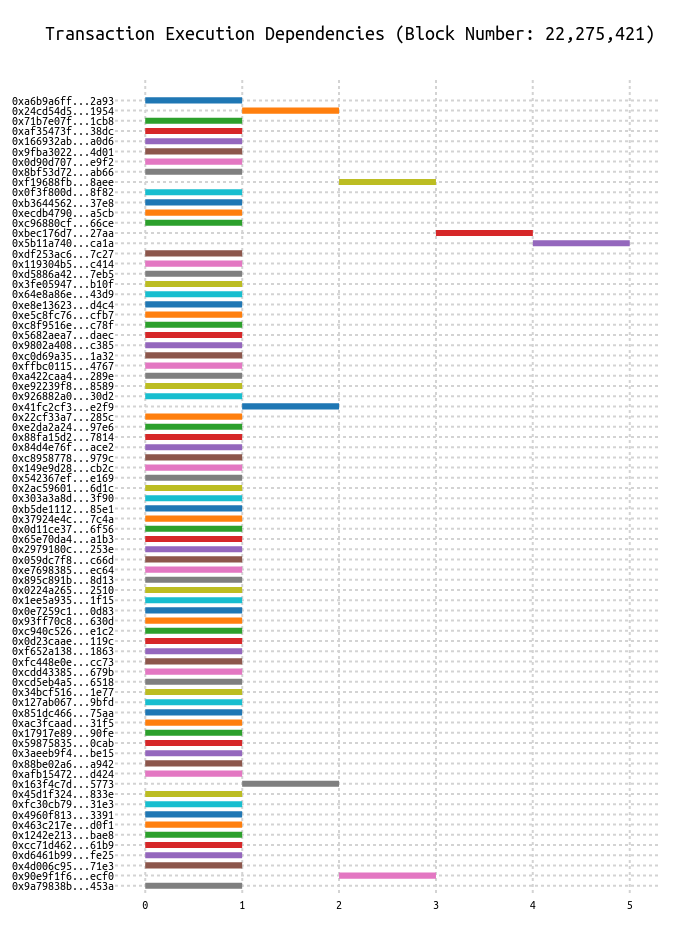 Transaction Execution Dependencies (Block Number: 22,275,421)
0xa6b9a6ff...2a93
0x24cd54d5...1954
0x71b7e07f...1cb8
0xaf35473f...38dc
0x166932ab...a0d6
0x9fba3022...4d01
0x0d90d707...e9f2
0x8bf53d72...ab66
0xf19688fb...8aee
0x0f3f800d...8f82
0xb3644562...37e8
0xecdb4790...a5cb
0xc96880cf...66ce
0xbec176d7...27aa
0x5b11a740...ca1a
0xdf253ac6...7c27
0x119304b5...c414
0xd5886a42...7eb5
0x3fe05947...b10f
0x64e8a86e...43d9
0xe8e13623...d4c4
0xe5c8fc76...cfb7
0xc8f9516e...c78f
0x5682aea7...daec
0x9802a408...c385
0xc0d69a35...1a32
0xffbc0115...4767
0xa422caa4...289e
0xe92239f8...8589
0x926882a0...30d2
0x41fc2cf3...e2f9
0x22cf33a7...285c
0xe2da2a24...97e6
0x88fa15d2...7814
0x84d4e76f...ace2
0xc8958778...979c
0x149e9d28...cb2c
0x542367ef...e169
0x2ac59601...6d1c
0x303a3a8d...3f90
0xb5de1112...85e1
0x37924e4c...7c4a
0x0d11ce37...6f56
0x65e70da4...a1b3
0x2979180c...253e
0x059dc7f8...c66d
0xe7698385...ec64
0x895c891b...8d13
0x0224a265...2510
0x1ee5a935...1f15
0x0e7259c1...0d83
0x93ff70c8...630d
0xc940c526...e1c2
0x0d23caae...119c
0xf652a138...1863
0xfc448e0e...cc73
0xcdd43385...679b
0xcd5eb4a5...6518
0x34bcf516...1e77
0x127ab067...9bfd
0x851dc466...75aa
0xac3fcaad...31f5
0x17917e89...90fe
0x59875835...0cab
0x3aeeb9f4...be15
0x88be02a6...a942
0xafb15472...d424
0x163f4c7d...5773
0x45d1f324...833e
0xfc30cb79...31e3
0x4960f813...3391
0x463c217e...d0f1
0x1242e213...bae8
0xcc71d462...61b9
0xd6461b99...fe25
0x4d006c95...71e3
0x90e9f1f6...ecf0
0x9a79838b...453a
0 1 2 3 4 5